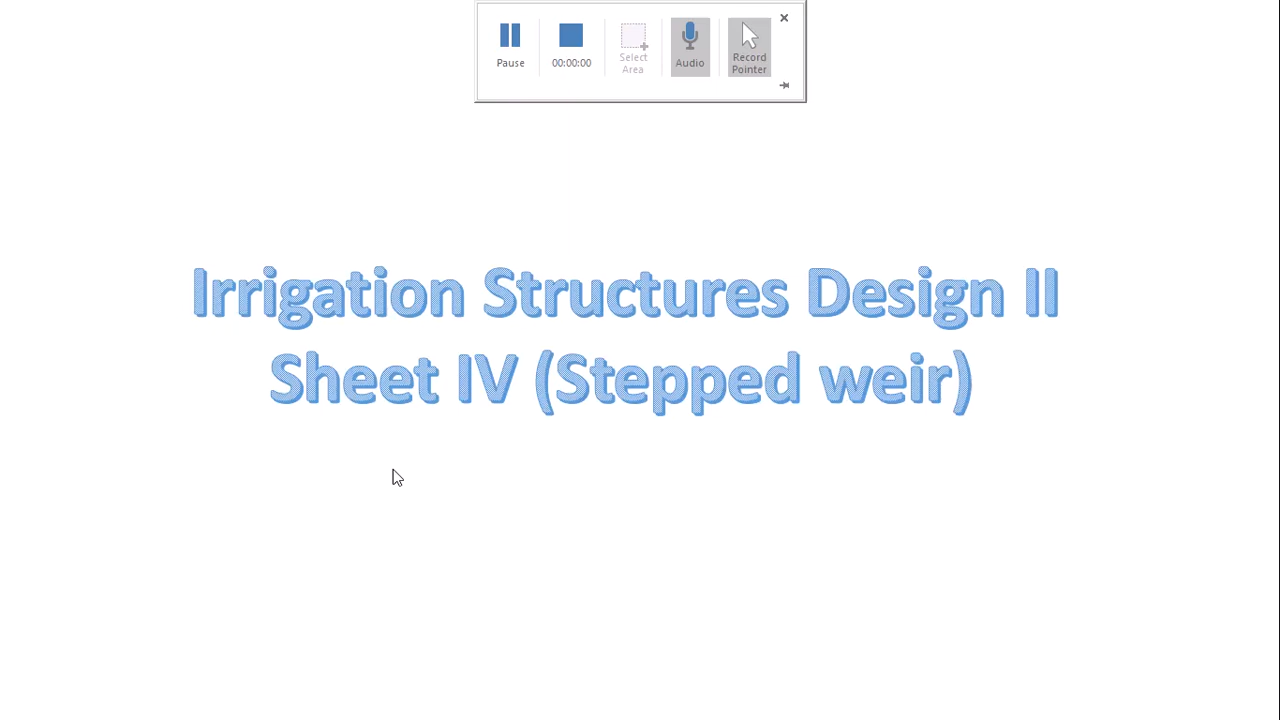 Pause
00:00:00
Select
Area
Audio
Record
Pointer
Irrigation Structures Design II
Sheet IV (Stepped weir)